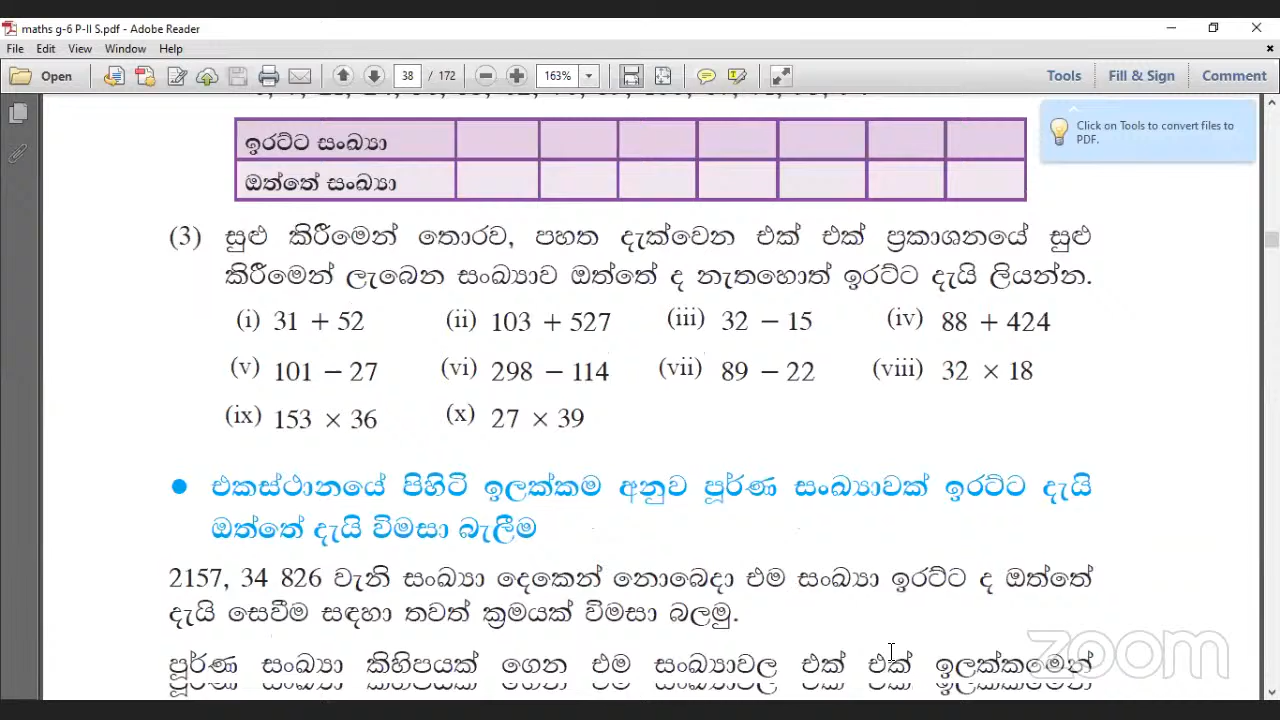 maths g-6 P-II S.pdf - Adobe Reader
File Edit View Window Help
Open 38 / 172 163% Tools Fill & Sign Comment
Click on Tools to convert files to
PDF.
ඉරට්ට සංඛ්‍යා
ඔත්තේ සංඛ්‍යා
(3) සුළු කිරීමෙන් තොරව, පහත දැක්වෙන එක් එක් ප්‍රකාශනයේ සුළු
කිරීමෙන් ලැබෙන සංඛ්‍යාව ඔත්තේ ද නැතහොත් ඉරට්ට දැයි ලියන්න.
(i) 31 + 52 (ii) 103 + 527 (iii) 32 − 15 (iv) 88 + 424
(v) 101 − 27 (vi) 298 − 114 (vii) 89 − 22 (viii) 32 × 18
(ix) 153 × 36 (x) 27 × 39
• එකස්ථානයේ පිහිටි ඉලක්කම අනුව පූර්ණ සංඛ්‍යාවක් ඉරට්ට දැයි
ඔත්තේ දැයි විමසා බැලීම
2157, 34 826 වැනි සංඛ්‍යා දෙකෙන් නොබෙදා එම සංඛ්‍යා ඉරට්ට ද ඔත්තේ
දැයි සෙවීම සඳහා තවත් ක්‍රමයක් විමසා බලමු.
පූර්ණ සංඛ්‍යා කිහිපයක් ගෙන එම සංඛ්‍යාවල එක් එක් ඉලක්කමෙන්
zoom